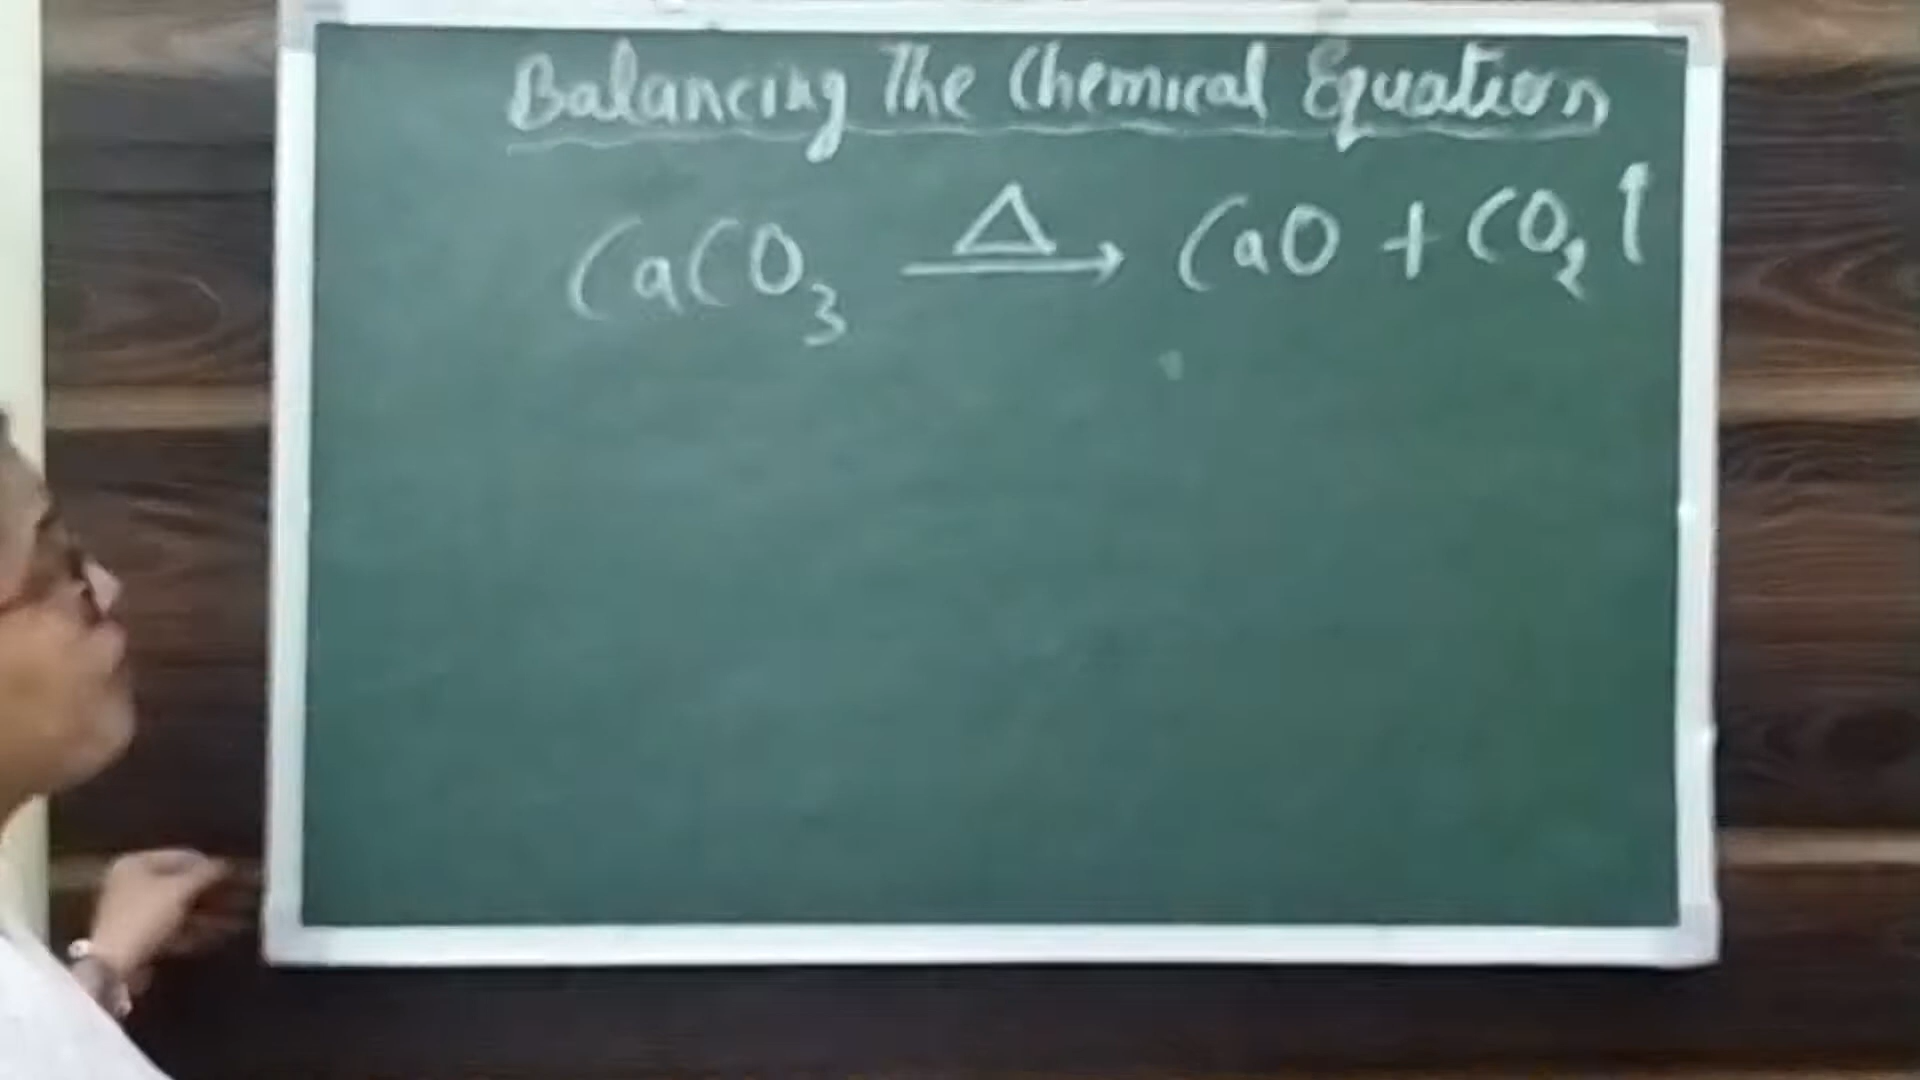 Balancing The Chemical Equation
CaCO₃ —Δ→ CaO + CO₂↑